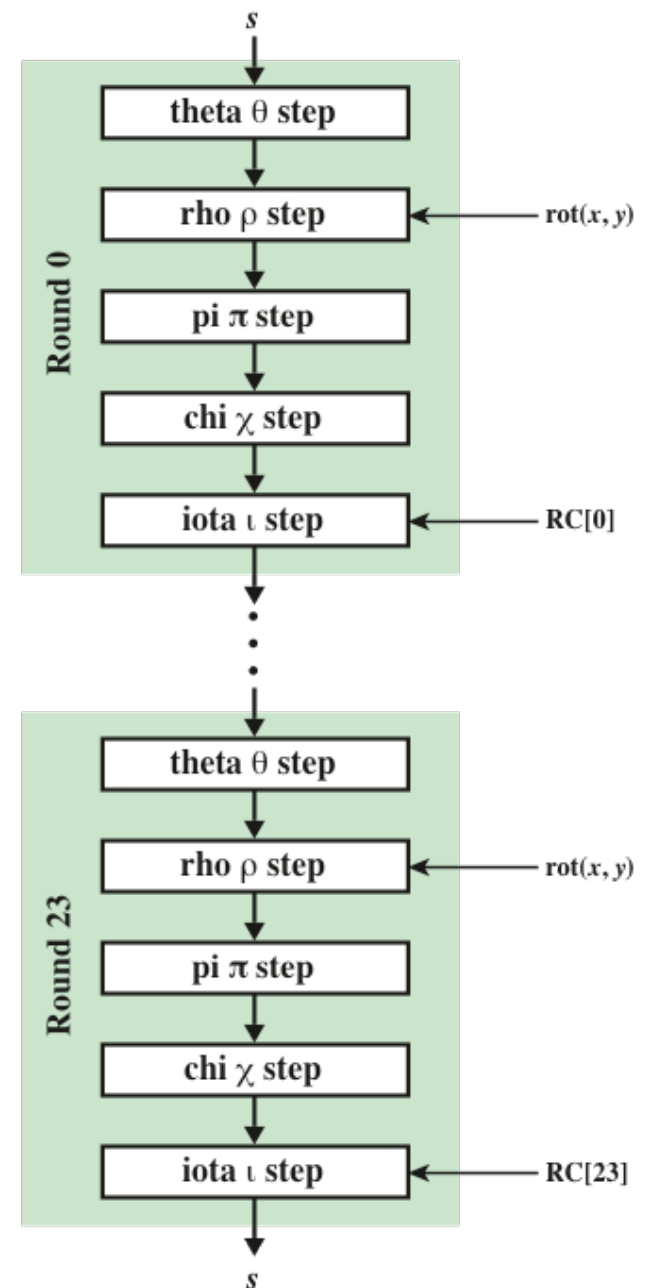 s
theta θ step
rho ρ step
rot(x, y)
Round 0
pi π step
chi χ step
iota ι step
RC[0]
theta θ step
rho ρ step
rot(x, y)
Round 23
pi π step
chi χ step
iota ι step
RC[23]
s